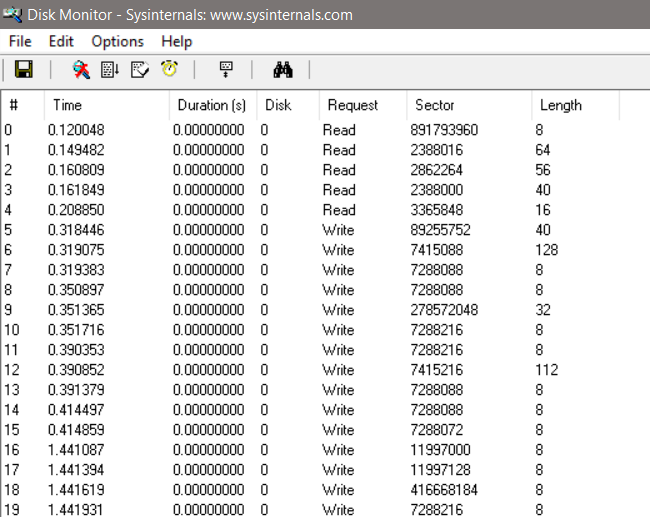 Disk Monitor - Sysinternals: www.sysinternals.com
File Edit Options Help
# Time Duration (s) Disk Request Sector Length
0 0.120048 0.00000000 0 Read 891793960 8
1 0.149482 0.00000000 0 Read 2388016 64
2 0.160809 0.00000000 0 Read 2862264 56
3 0.161849 0.00000000 0 Read 2388000 40
4 0.208850 0.00000000 0 Read 3365848 16
5 0.318446 0.00000000 0 Write 89255752 40
6 0.319075 0.00000000 0 Write 7415088 128
7 0.319383 0.00000000 0 Write 7288088 8
8 0.350897 0.00000000 0 Write 7288088 8
9 0.351365 0.00000000 0 Write 278572048 32
10 0.351716 0.00000000 0 Write 7288216 8
11 0.390353 0.00000000 0 Write 7288216 8
12 0.390852 0.00000000 0 Write 7415216 112
13 0.391379 0.00000000 0 Write 7288088 8
14 0.414497 0.00000000 0 Write 7288088 8
15 0.414859 0.00000000 0 Write 7288072 8
16 1.441087 0.00000000 0 Write 11997000 8
17 1.441394 0.00000000 0 Write 11997128 8
18 1.441619 0.00000000 0 Write 416668184 8
19 1.441931 0.00000000 0 Write 7288216 8